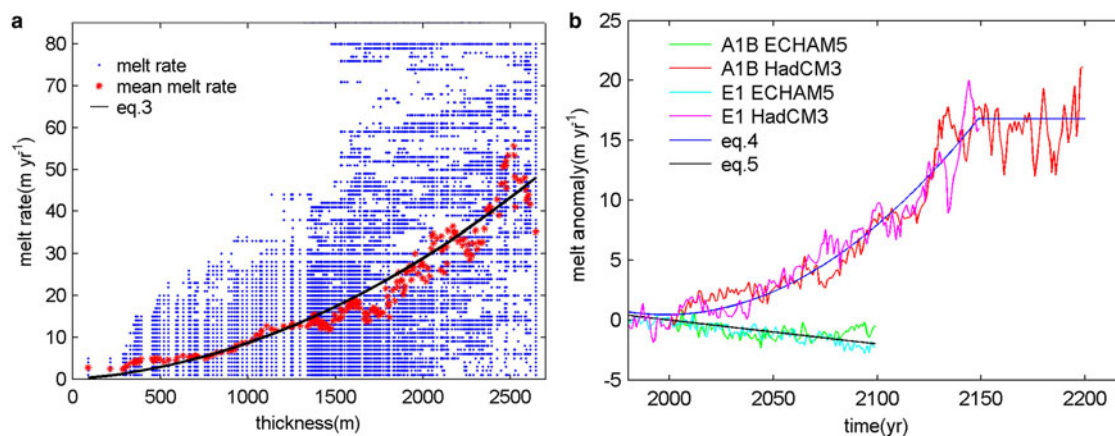 a
melt rate(m yr⁻¹)
80
70
60
50
40
30
20
10
0
melt rate
mean melt rate
eq.3
0 500 1000 1500 2000 2500
thickness(m)
b
melt anomaly(m yr⁻¹)
25
20
15
10
5
0
-5
A1B ECHAM5
A1B HadCM3
E1 ECHAM5
E1 HadCM3
eq.4
eq.5
2000 2050 2100 2150 2200
time(yr)